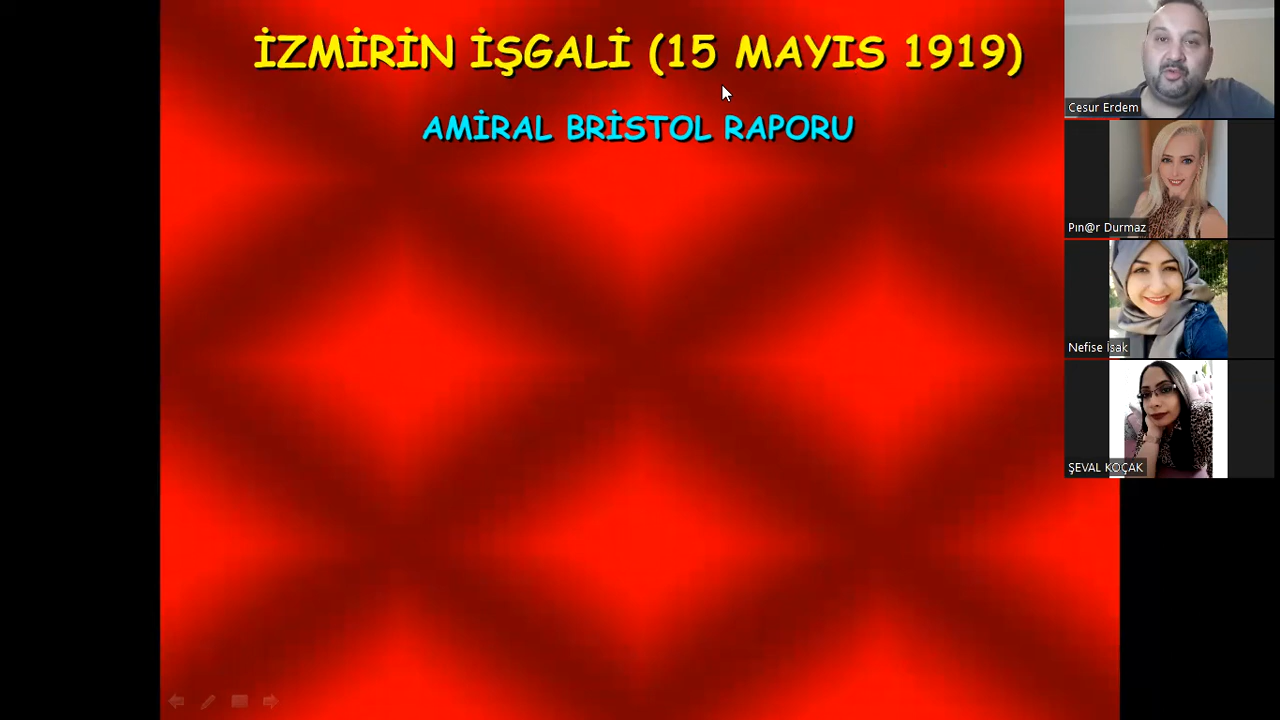 İZMİRİN İŞGALİ (15 MAYIS 1919)
AMİRAL BRİSTOL RAPORU
Cesur Erdem
Pın@r Durmaz
Nefise İsak
ŞEVAL KOÇAK